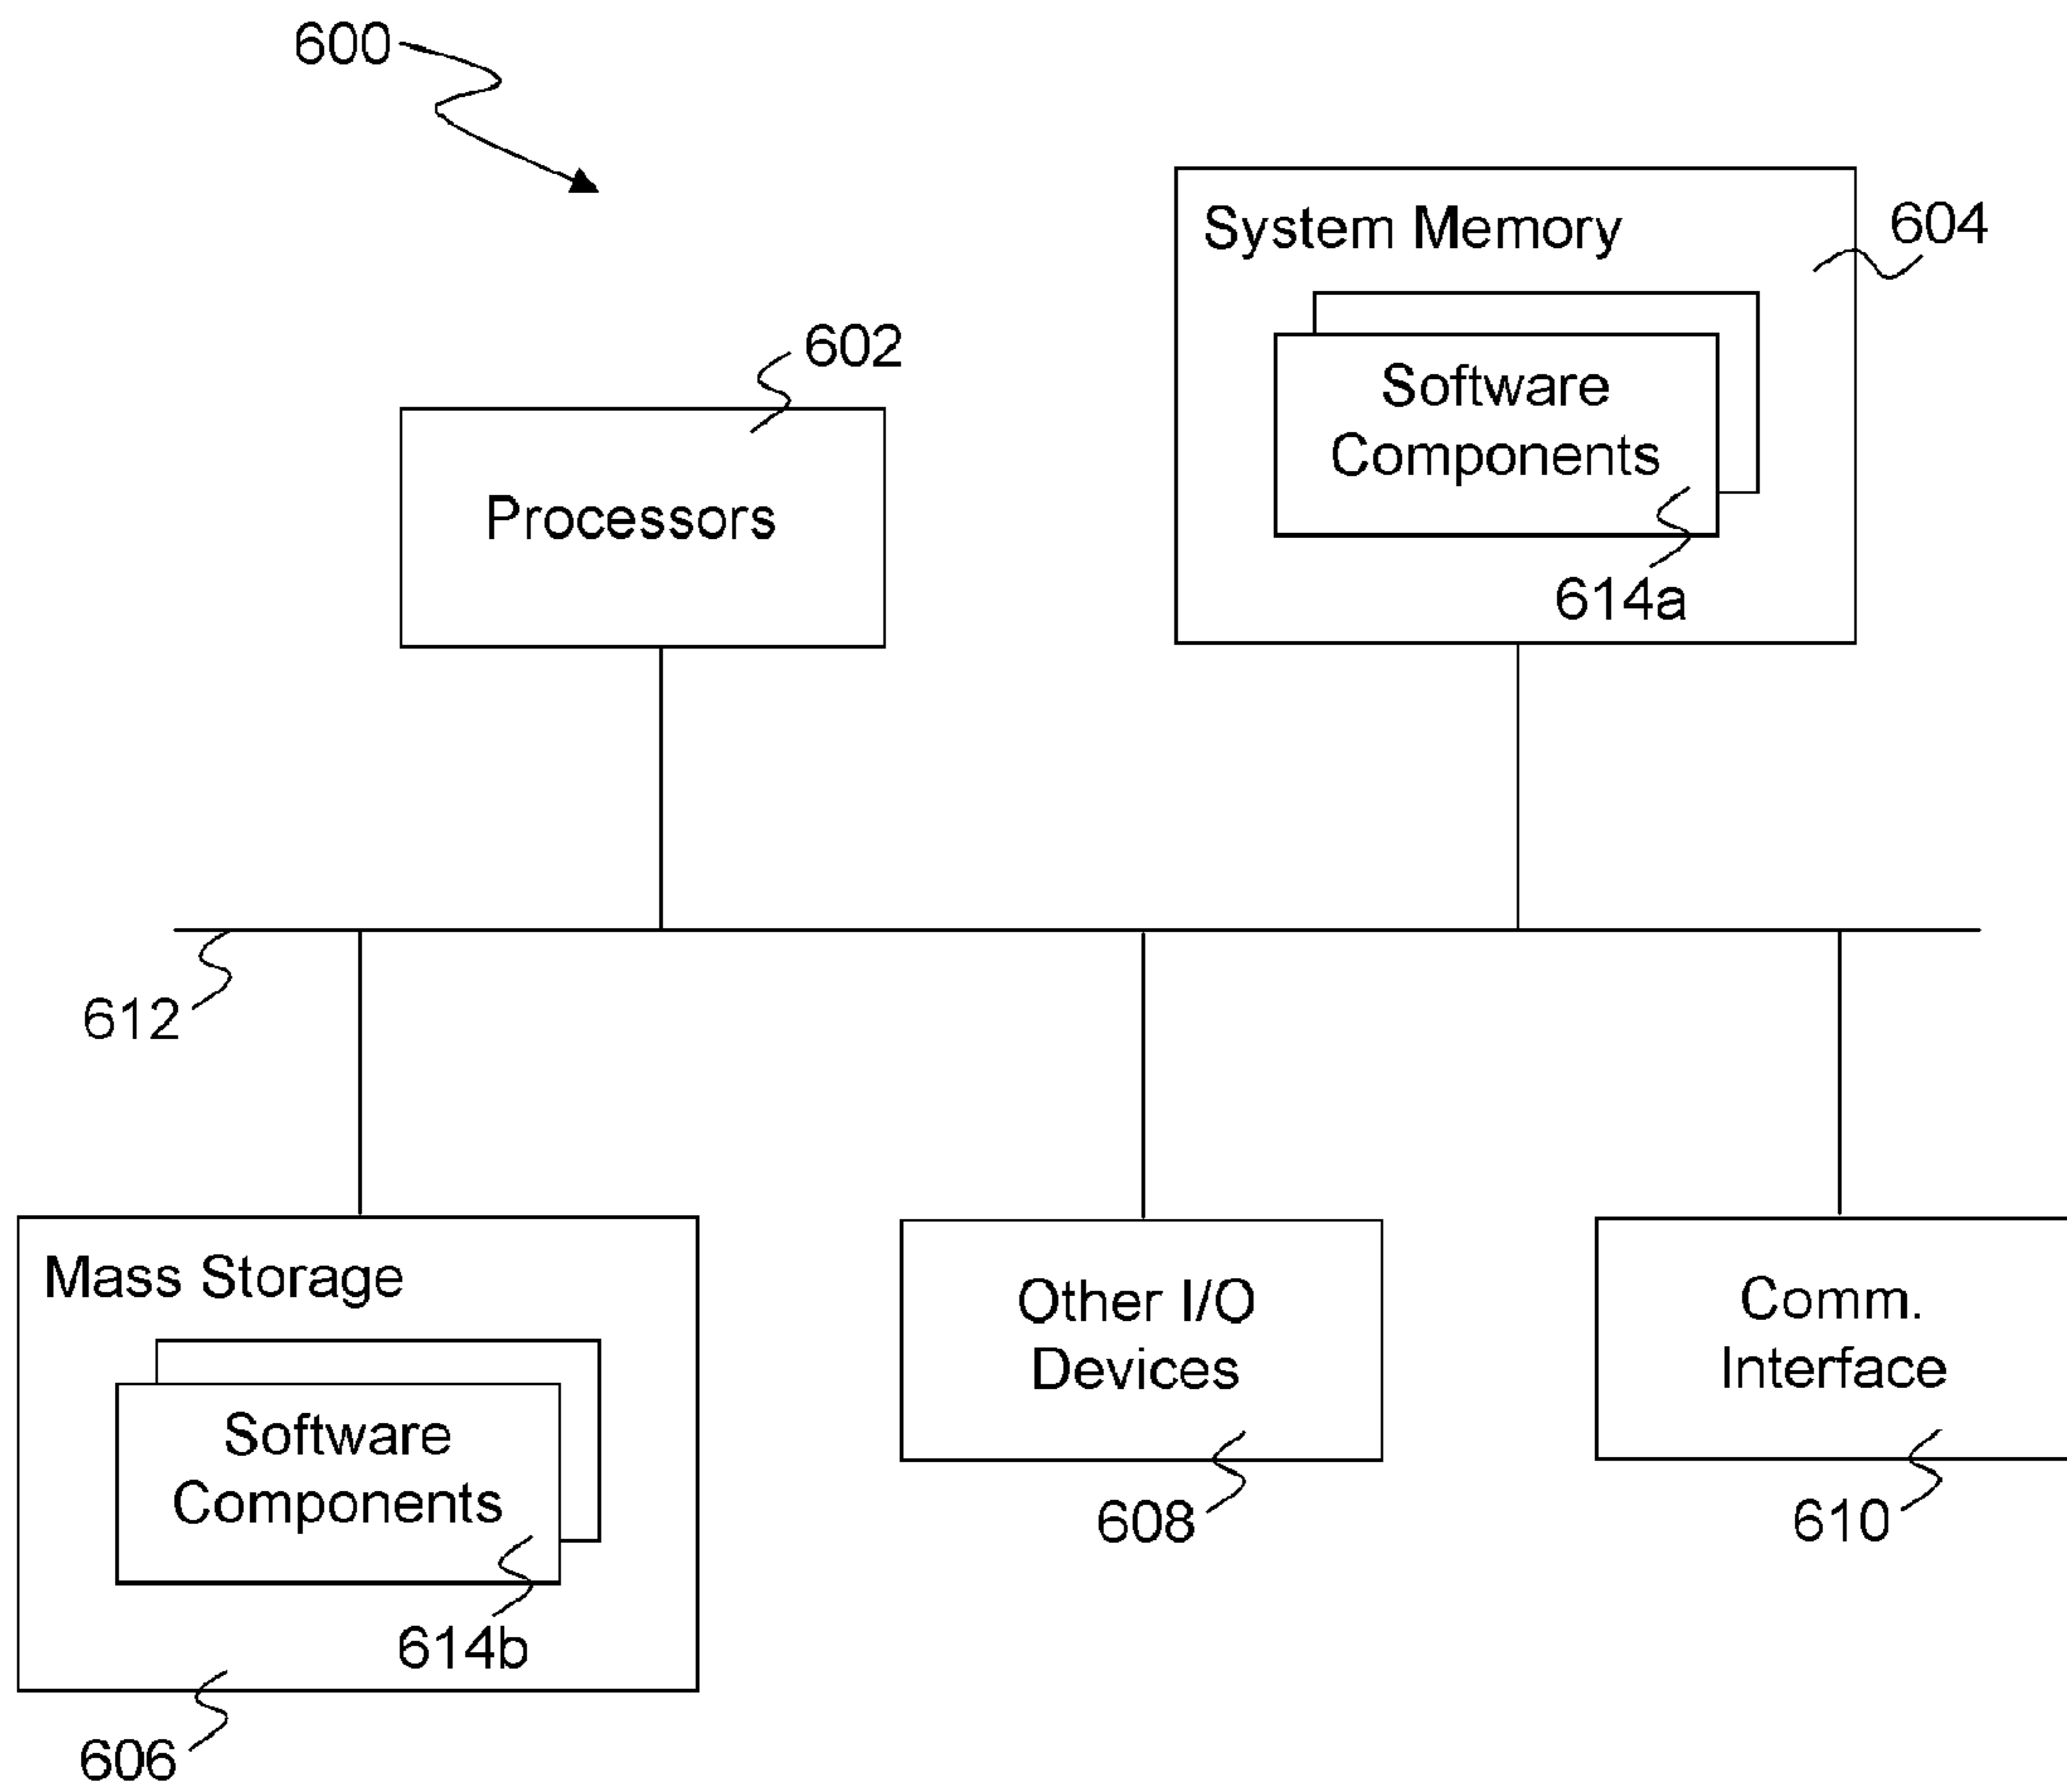 600
System Memory
604
602
Software
Components
Processors
614a
612
Mass Storage
Other I/O
Devices
Comm.
Interface
Software
Components
608
610
614b
606